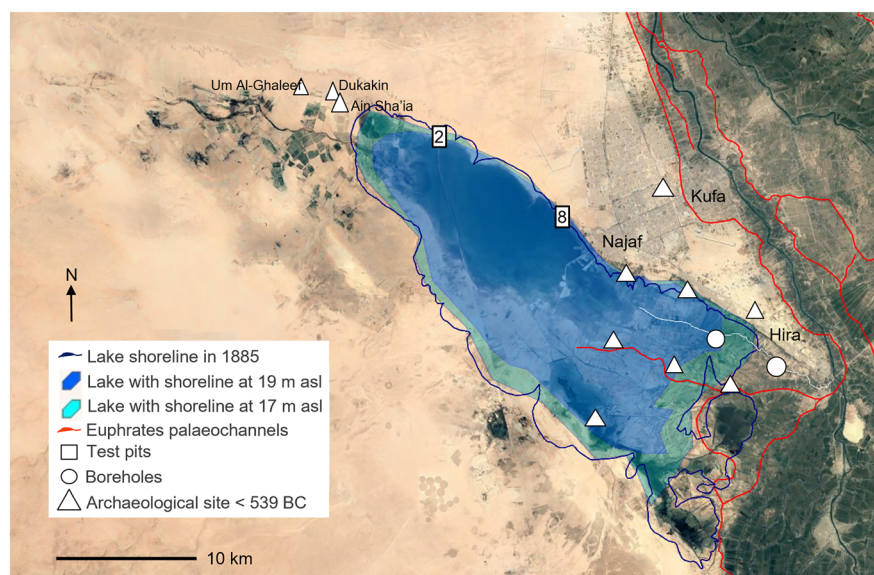 Um Al-Ghaleef
Dukakin
Ain Sha'ia
2
8
Kufa
Najaf
Hira
N
Lake shoreline in 1885
Lake with shoreline at 19 m asl
Lake with shoreline at 17 m asl
Euphrates palaeochannels
Test pits
Boreholes
Archaeological site < 539 BC
10 km